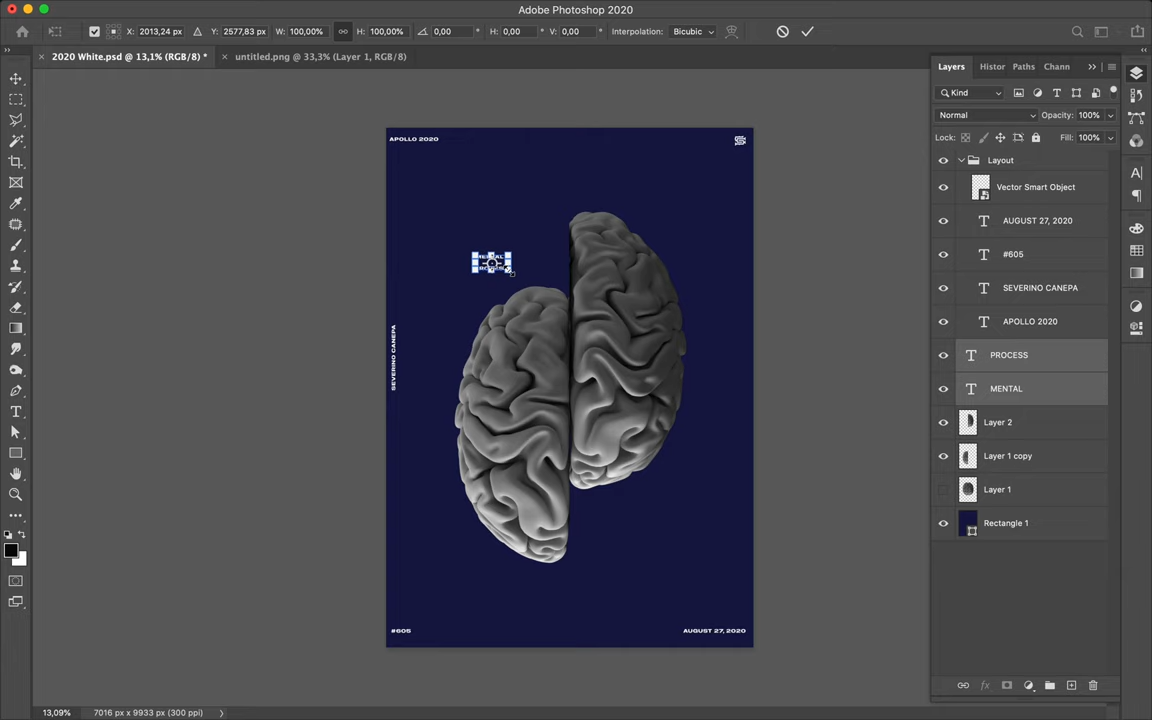 Adobe Photoshop 2020
X: 2013,24 px Y: 2577,83 px W: 100,00% H: 100,00% 0,00 ° H: 0,00 ° V: 0,00 ° Interpolation: Bicubic
2020 White.psd @ 13,1% (RGB/8) *
untitled.png @ 33,3% (Layer 1, RGB/8)
Layers Histor Paths Chann
Kind
Normal Opacity: 100%
Lock: Fill: 100%
Layout
Vector Smart Object
AUGUST 27, 2020
#605
SEVERINO CANEPA
APOLLO 2020
PROCESS
MENTAL
Layer 2
Layer 1 copy
Layer 1
Rectangle 1
APOLLO 2020
SEVERINO CANEPA
#605
AUGUST 27, 2020
13,09%
7016 px x 9933 px (300 ppi)